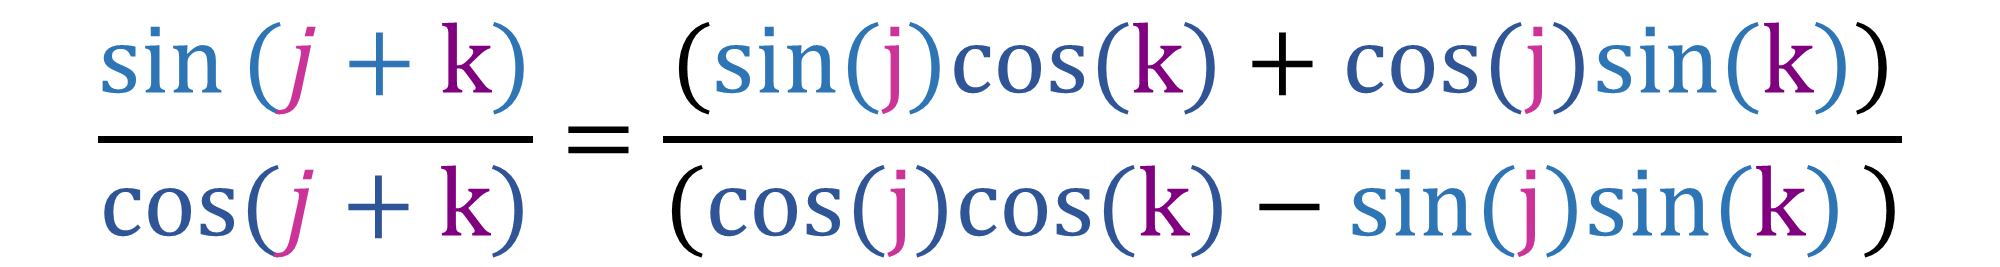 sin (j + k) / cos(j + k) = (sin(j)cos(k) + cos(j)sin(k)) / (cos(j)cos(k) − sin(j)sin(k) )